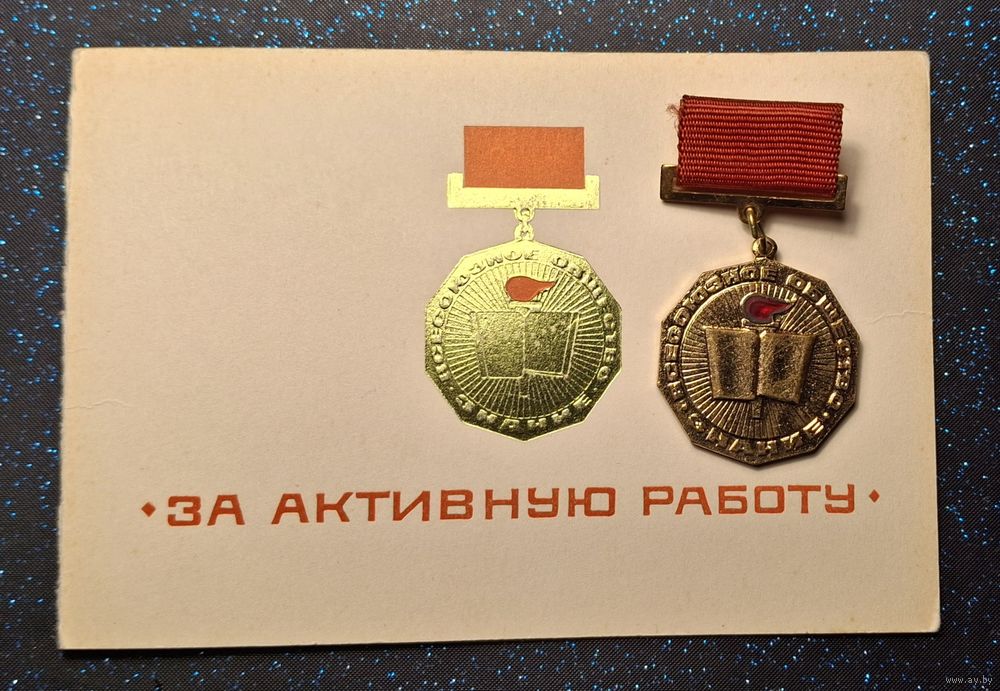 ВСЕСОЮЗНОЕ ОБЩЕСТВО
• ЗНАНИЕ •
ВСЕСОЮЗНОЕ ОБЩЕСТВО
• ЗНАНИЕ •
• ЗА АКТИВНУЮ РАБОТУ •
www.ay.by